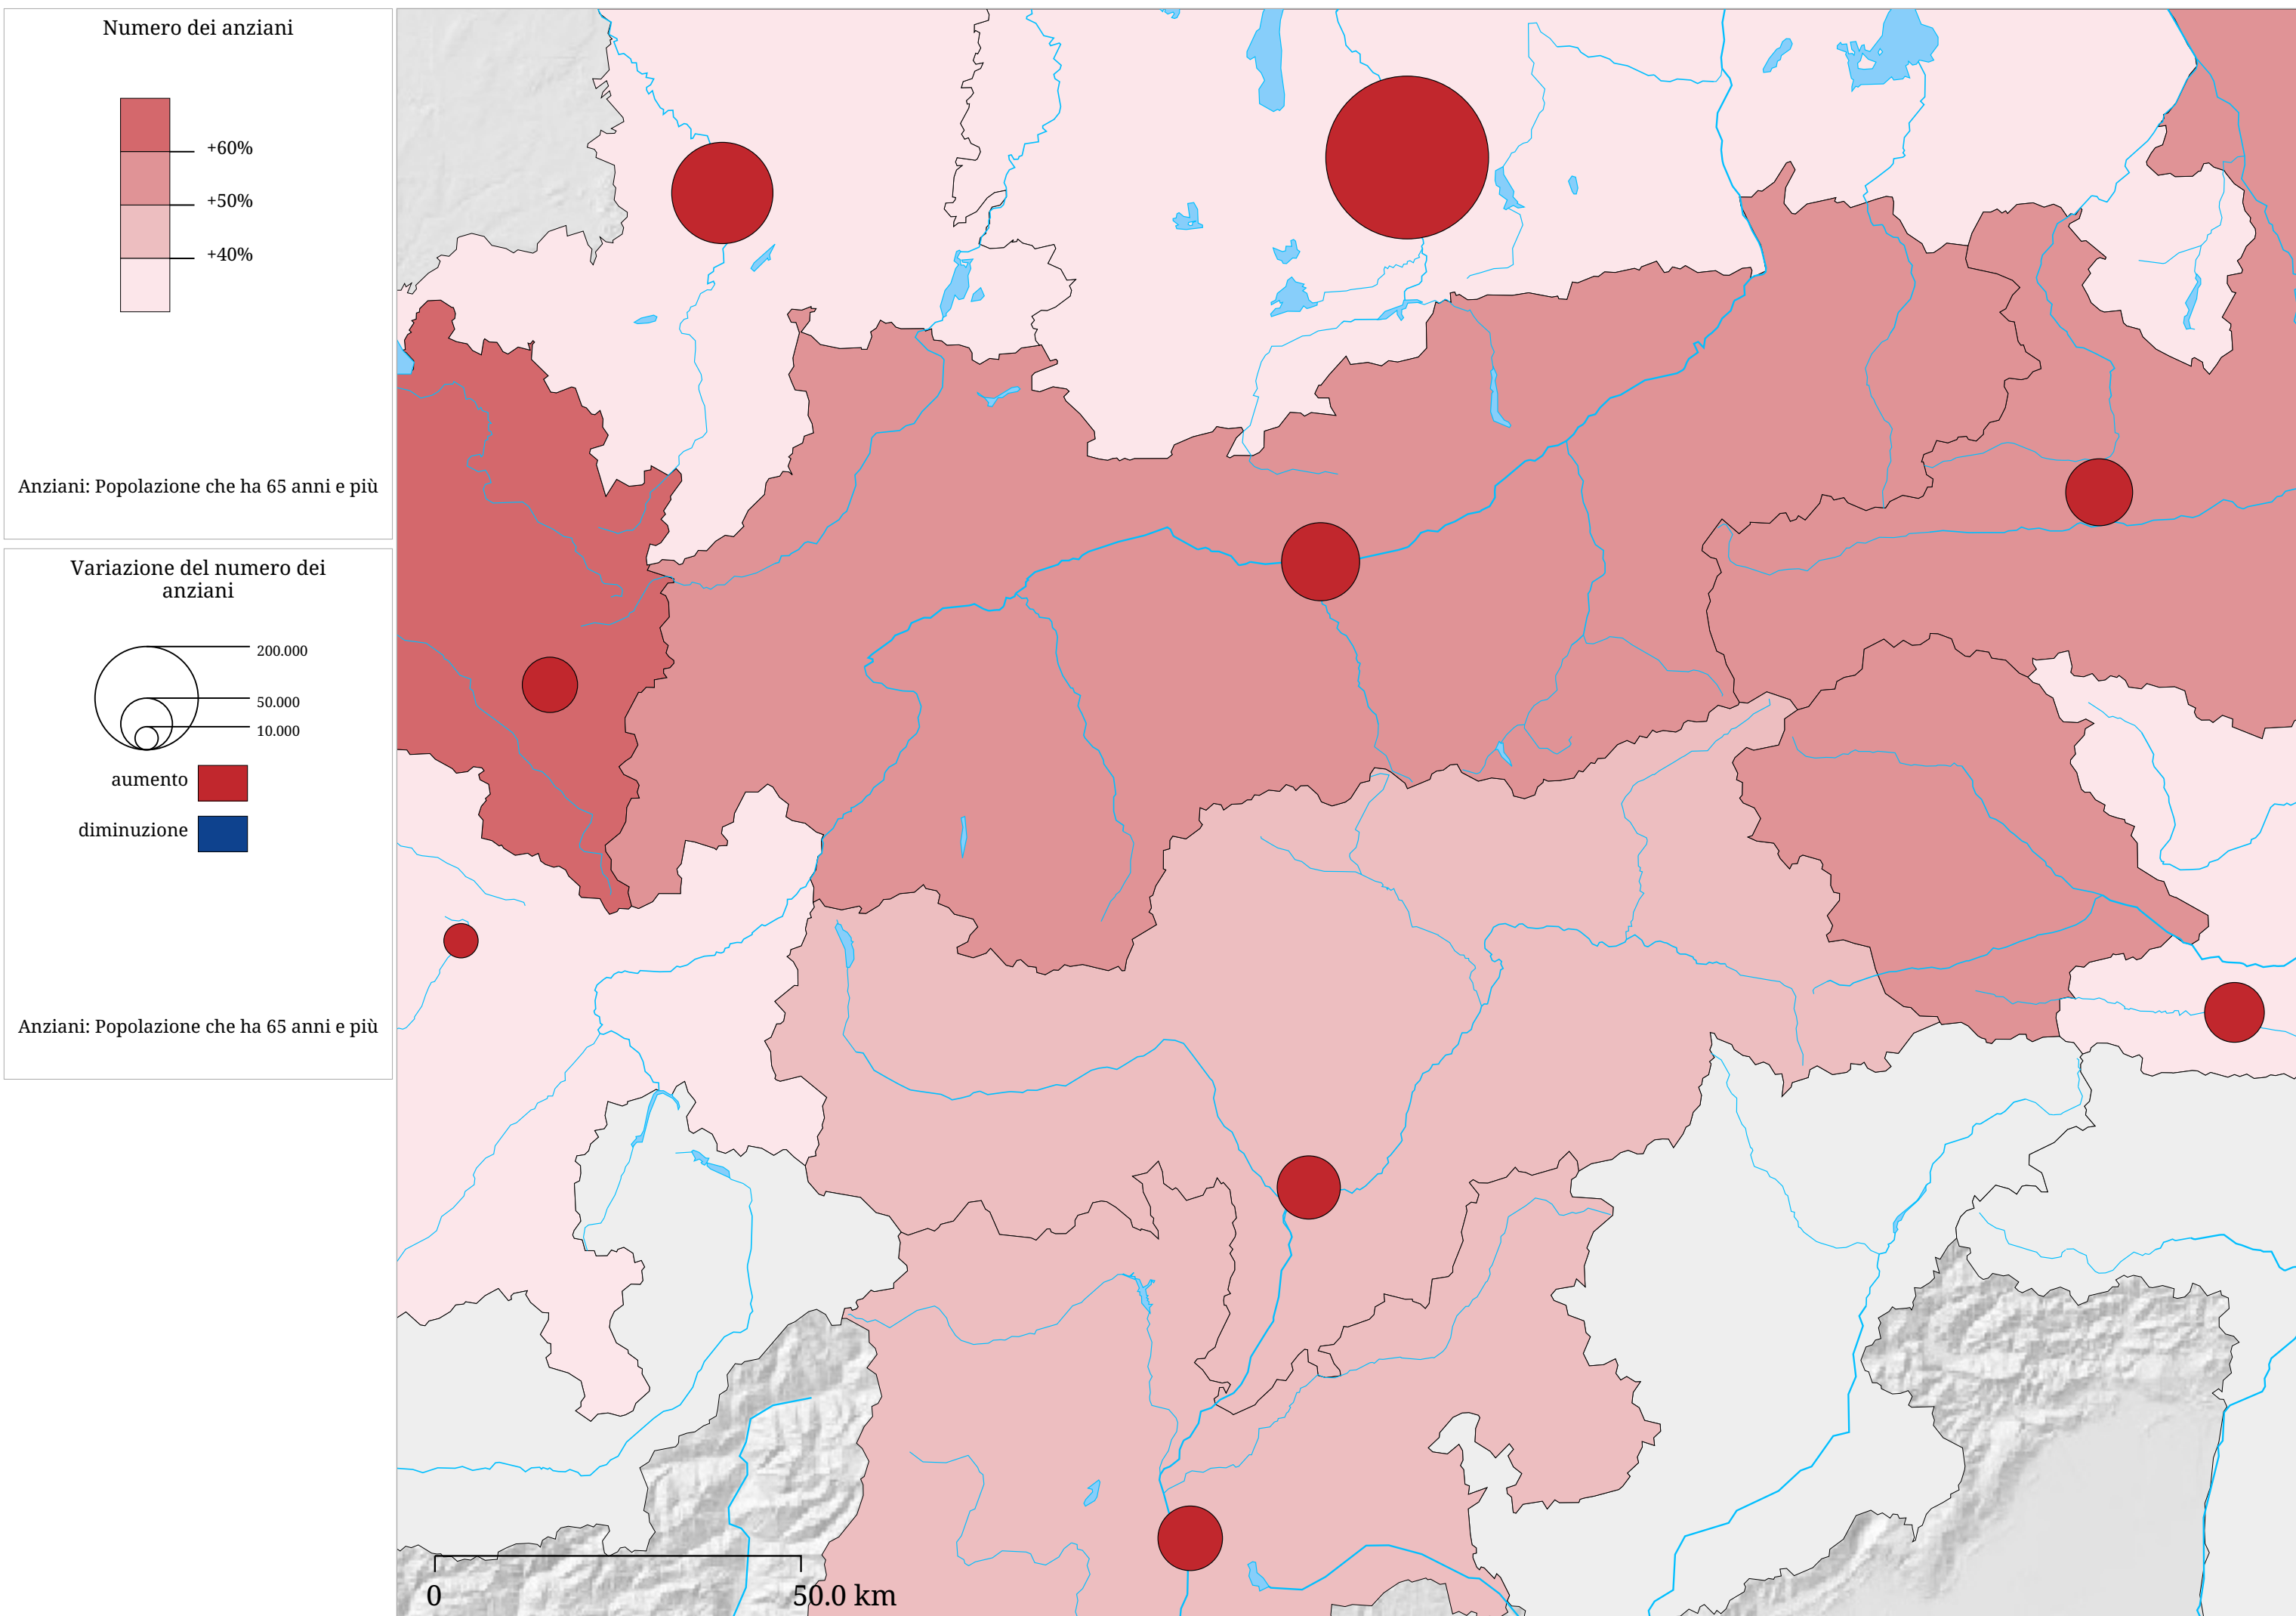 Numero dei anziani
+60%
+50%
+40%
Anziani: Popolazione che ha 65 anni e più
Variazione del numero dei
anziani
200.000
50.000
10.000
aumento
diminuzione
Anziani: Popolazione che ha 65 anni e più
0
50.0 km